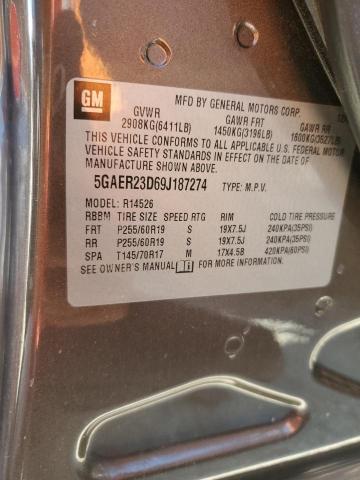 GM
MFD BY GENERAL MOTORS CORP.
GVWR GAWR FRT GAWR RR
2908KG(6411LB) 1450KG(3196LB) 1600KG(3527LB)
THIS VEHICLE CONFORMS TO ALL APPLICABLE U.S. FEDERAL MOTOR
VEHICLE SAFETY STANDARDS IN EFFECT ON THE DATE OF
MANUFACTURE SHOWN ABOVE.
5GAER23D69J187274 TYPE: M.P.V.
MODEL: R14526
RBBM TIRE SIZE SPEED RTG RIM COLD TIRE PRESSURE
FRT P255/60R19 S 19X7.5J 240KPA(35PSI)
RR P255/60R19 S 19X7.5J 240KPA(35PSI)
SPA T145/70R17 M 17X4.5B 420KPA(60PSI)
SEE OWNER'S MANUAL FOR MORE INFORMATION.